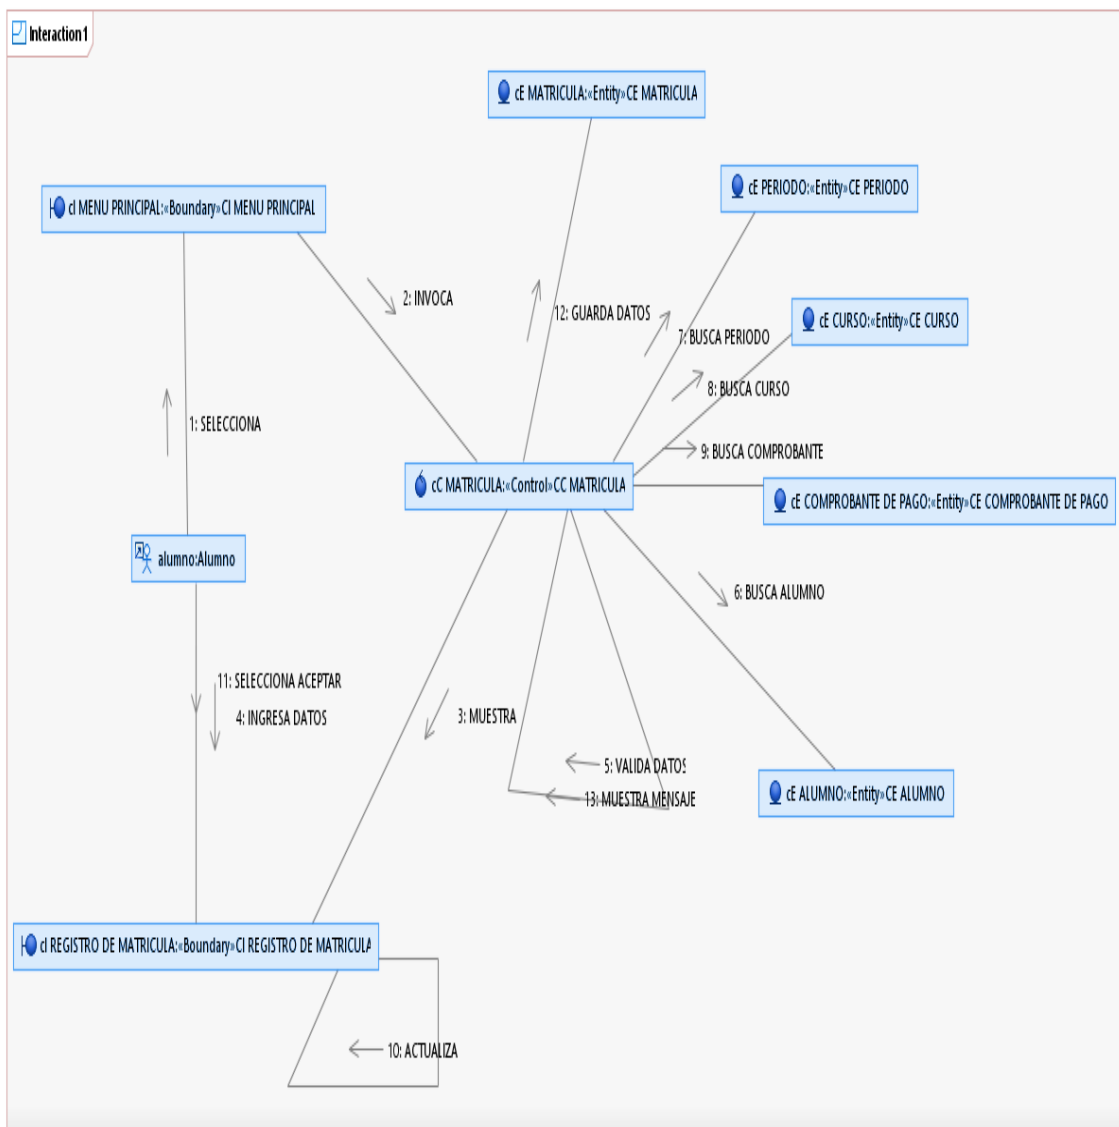 Interaction1
cE MATRICULA:«Entity»CE MATRICULA
cE PERIODO:«Entity»CE PERIODO
cI MENU PRINCIPAL:«Boundary»CI MENU PRINCIPAL
2: INVOCA
12: GUARDA DATOS
cE CURSO:«Entity»CE CURSO
7: BUSCA PERIODO
8: BUSCA CURSO
1: SELECCIONA
9: BUSCA COMPROBANTE
cC MATRICULA:«Control»CC MATRICULA
cE COMPROBANTE DE PAGO:«Entity»CE COMPROBANTE DE PAGO
alumno:Alumno
6: BUSCA ALUMNO
11: SELECCIONA ACEPTAR
4: INGRESA DATOS
3: MUESTRA
5: VALIDA DATOS
13: MUESTRA MENSAJE
cE ALUMNO:«Entity»CE ALUMNO
cI REGISTRO DE MATRICULA:«Boundary»CI REGISTRO DE MATRICULA
10: ACTUALIZA